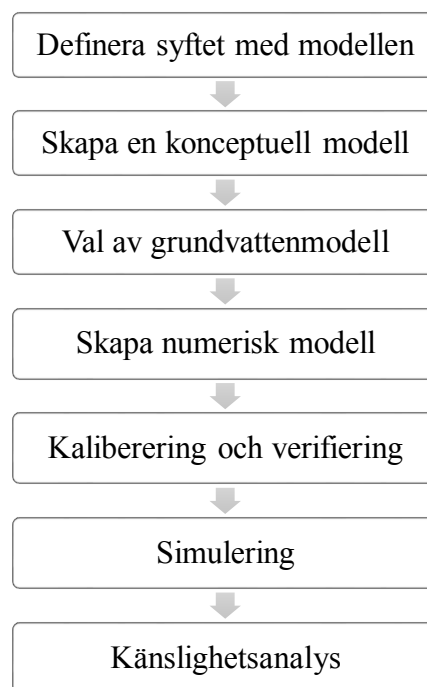 Definera syftet med modellen
Skapa en konceptuell modell
Val av grundvattenmodell
Skapa numerisk modell
Kaliberering och verifiering
Simulering
Känslighetsanalys